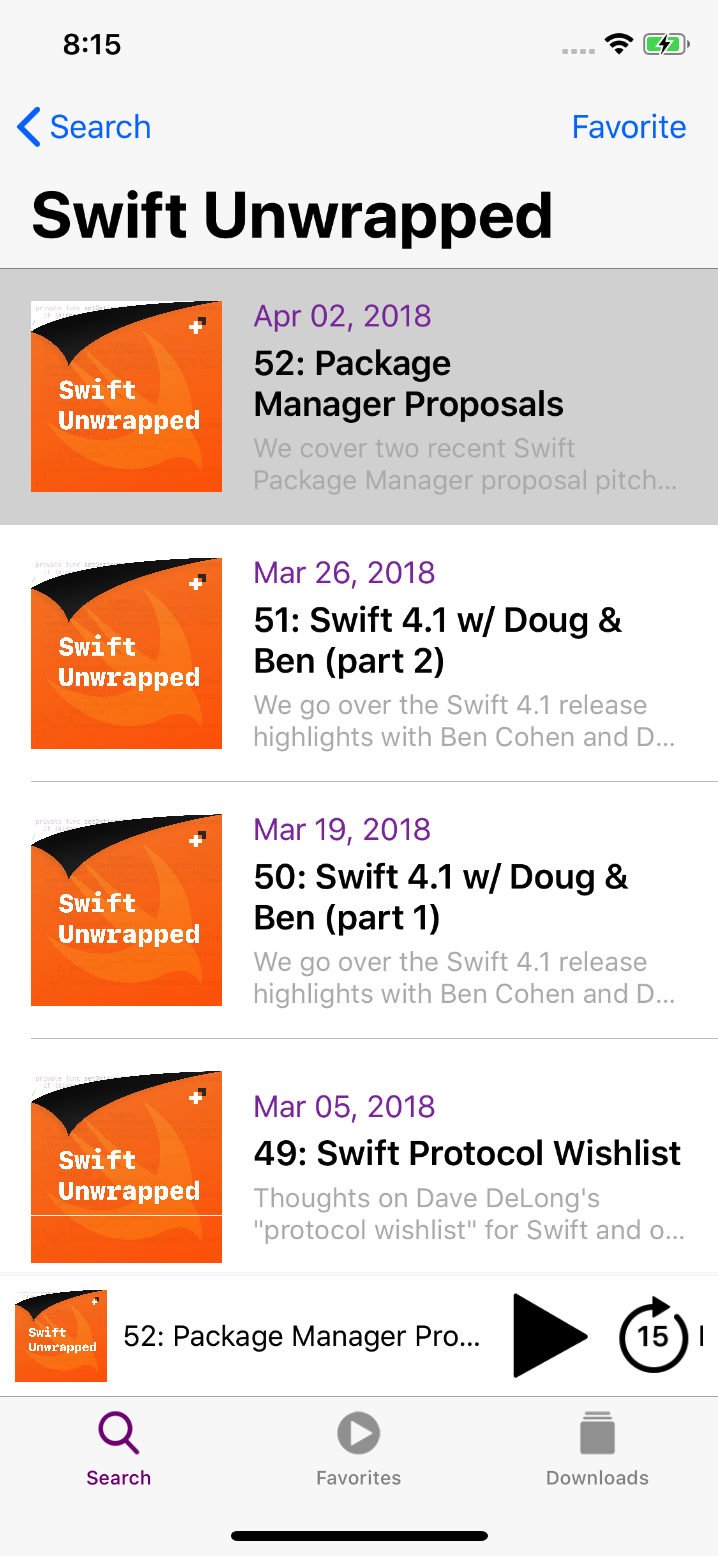 8:15
Search
Favorite
Swift Unwrapped
Swift
Unwrapped
Apr 02, 2018
52: Package
Manager Proposals
We cover two recent Swift
Package Manager proposal pitch...
Swift
Unwrapped
Mar 26, 2018
51: Swift 4.1 w/ Doug &
Ben (part 2)
We go over the Swift 4.1 release
highlights with Ben Cohen and D...
Swift
Unwrapped
Mar 19, 2018
50: Swift 4.1 w/ Doug &
Ben (part 1)
We go over the Swift 4.1 release
highlights with Ben Cohen and D...
Swift
Unwrapped
Mar 05, 2018
49: Swift Protocol Wishlist
Thoughts on Dave DeLong's
"protocol wishlist" for Swift and o...
Swift
Unwrapped
52: Package Manager Pro...
15
Search
Favorites
Downloads